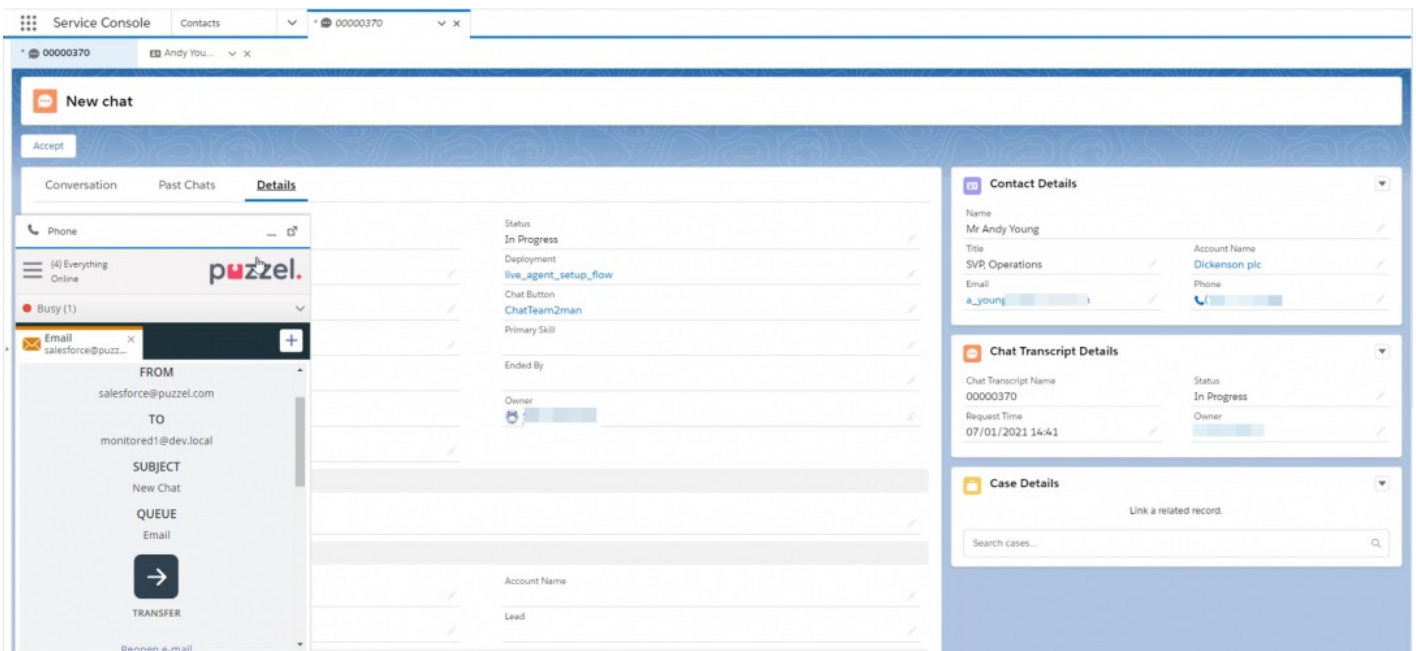 Service Console
Contacts
* 00000370
* 00000370
Andy You...
New chat
Accept
Conversation
Past Chats
Details
Phone
(4) Everything
Online
puzzel.
Busy (1)
Email
salesforce@puzz...
FROM
salesforce@puzzel.com
TO
monitored1@dev.local
SUBJECT
New Chat
QUEUE
Email
TRANSFER
Reopen e-mail
Status
In Progress
Deployment
live_agent_setup_flow
Chat Button
ChatTeam2man
Primary Skill
Ended By
Owner
Account Name
Lead
Contact Details
Name
Mr Andy Young
Title
SVP, Operations
Account Name
Dickenson plc
Email
a_young
Phone
Chat Transcript Details
Chat Transcript Name
00000370
Status
In Progress
Request Time
07/01/2021 14:41
Owner
Case Details
Link a related record.
Search cases...